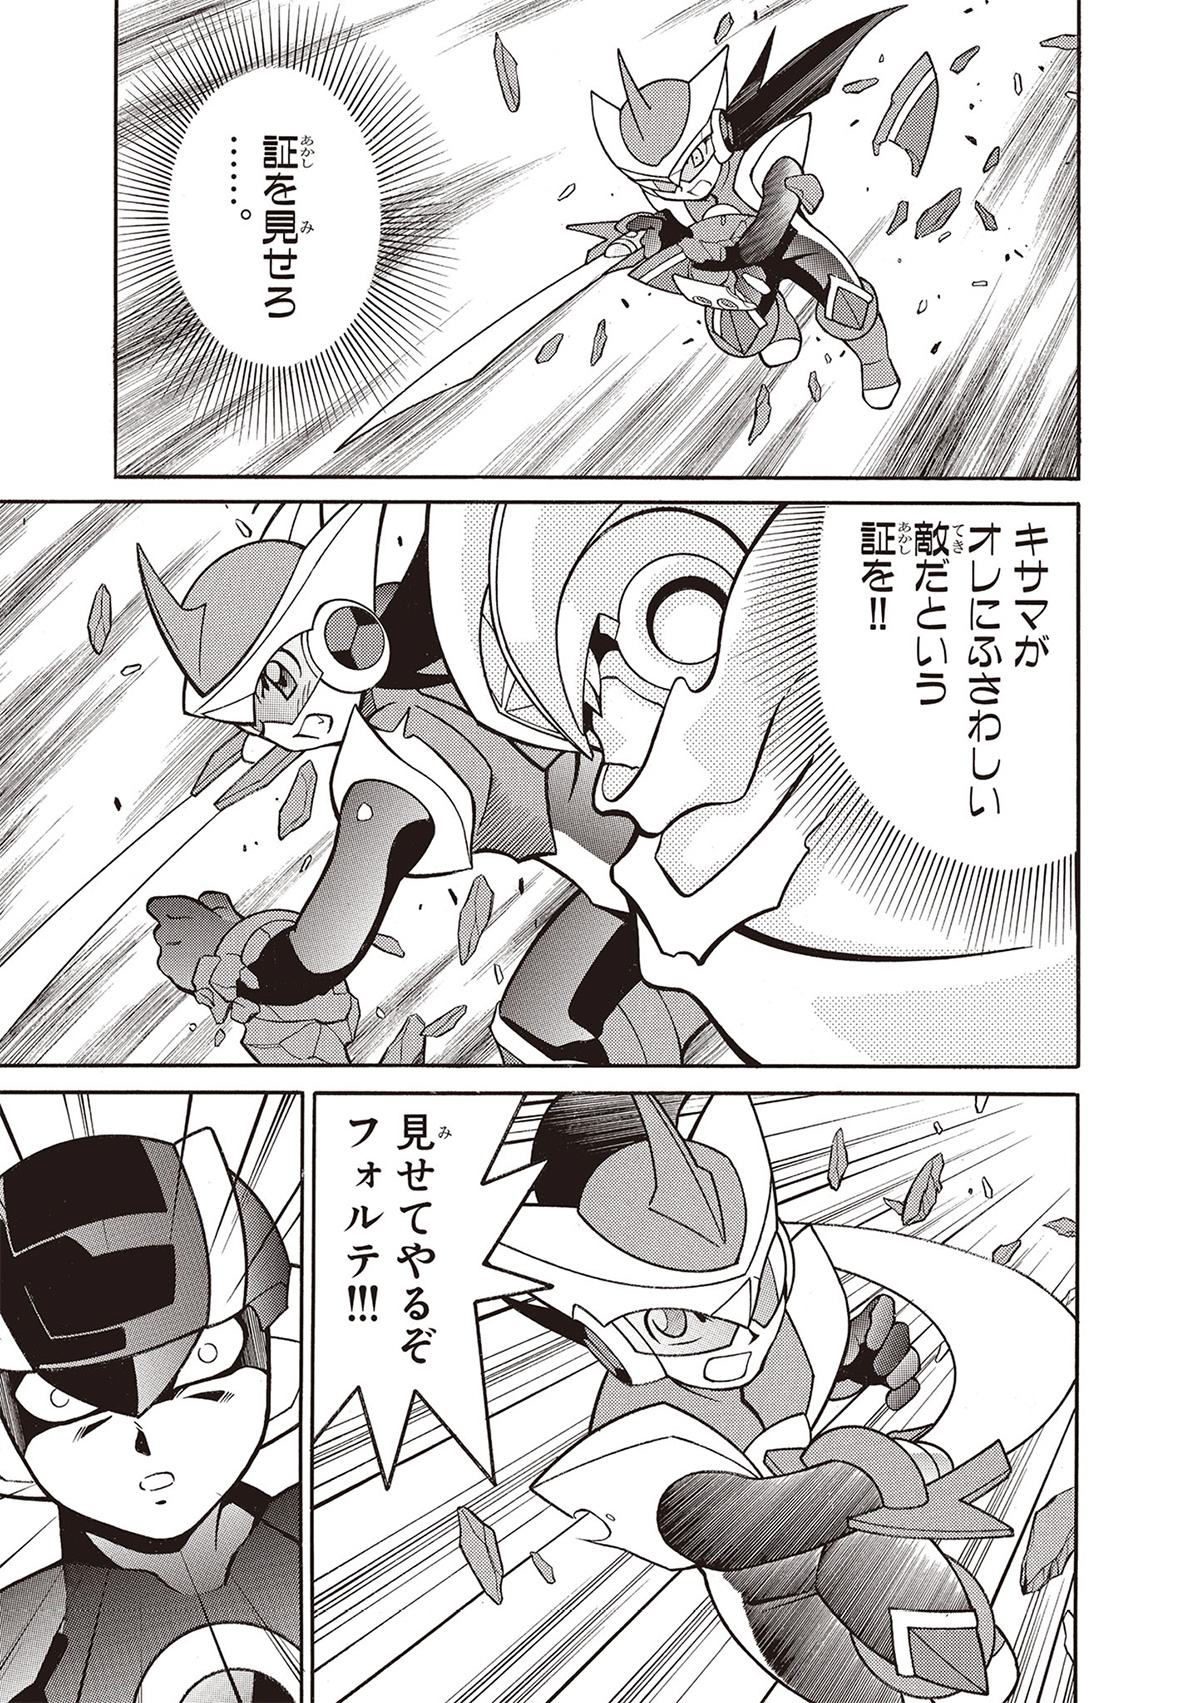 証を見せろ
……。
キサマが
オレにふさわしい
敵だという
証を!!
見せてやるぞ
フォルテ!!!